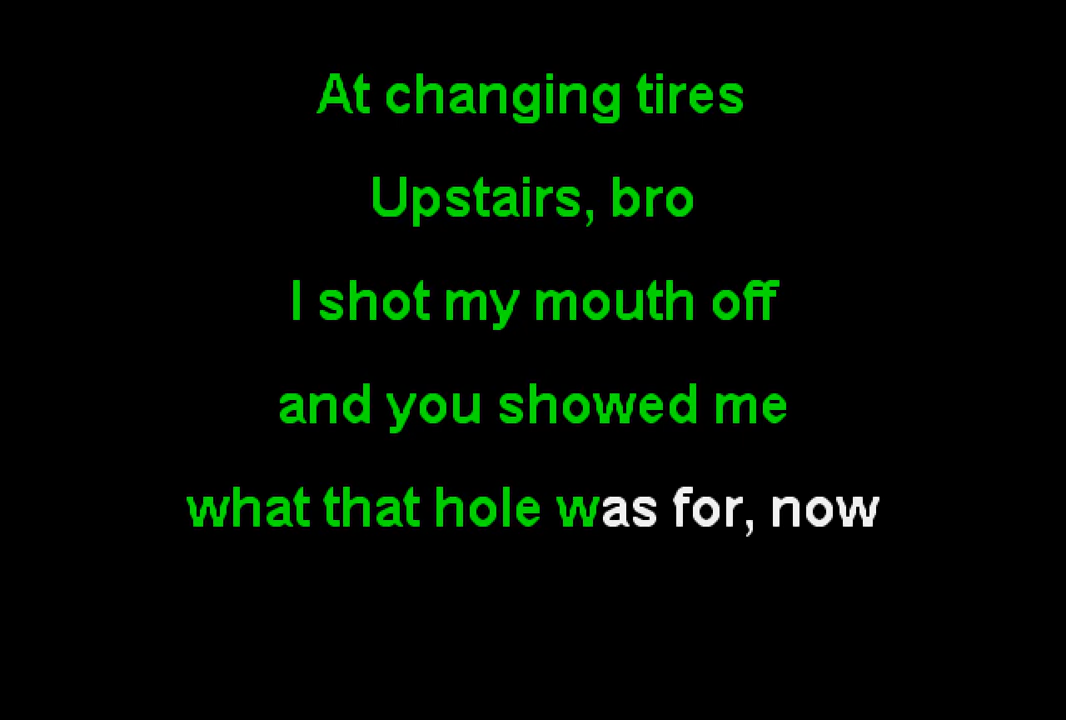 At changing tires
Upstairs, bro
I shot my mouth off
and you showed me
what that hole was for, now